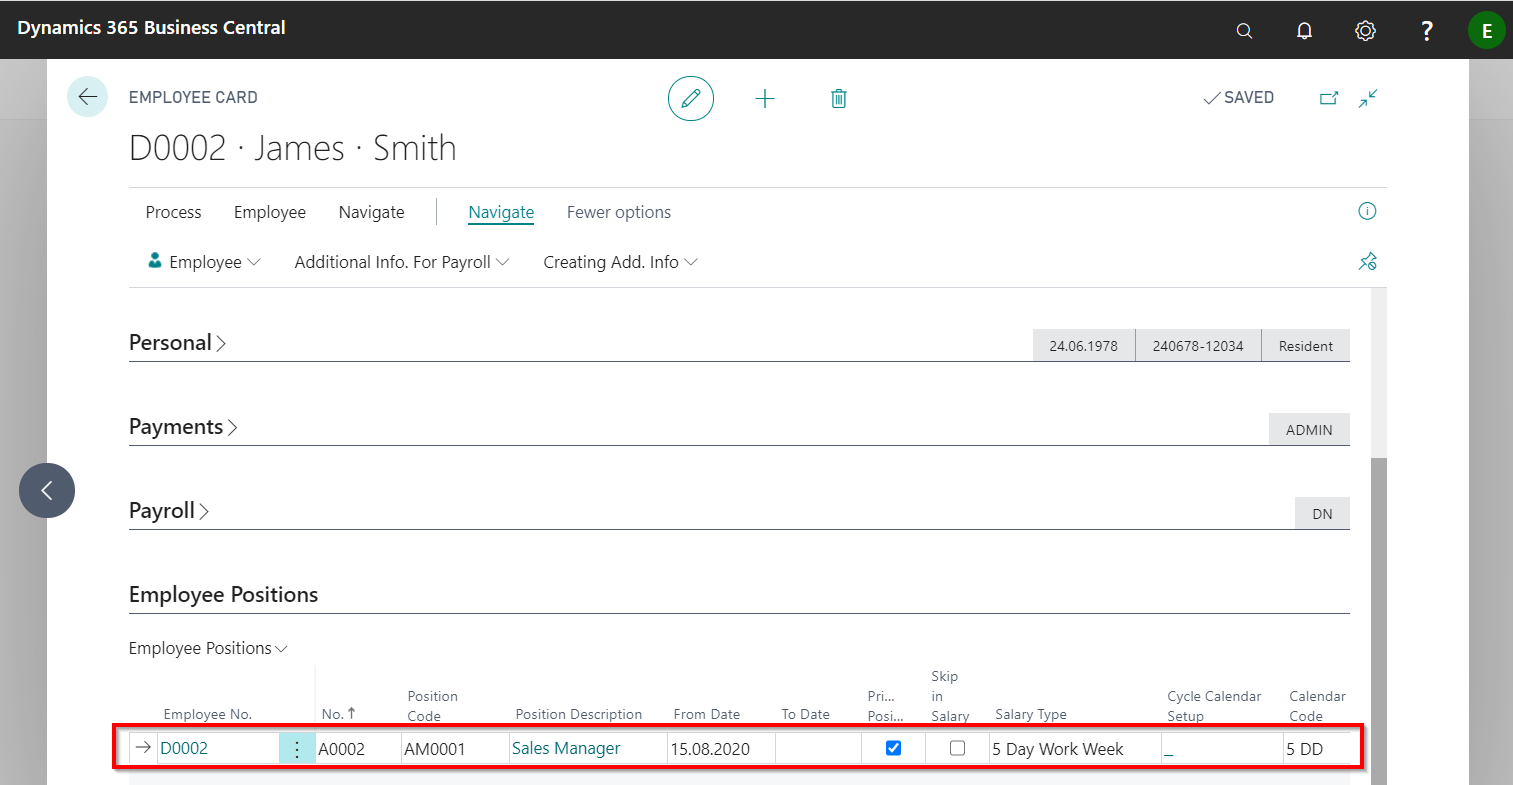 Dynamics 365 Business Central
?
E
EMPLOYEE CARD
SAVED
D0002 · James · Smith
Process Employee Navigate Navigate Fewer options
Employee Additional Info. For Payroll Creating Add. Info
Personal
24.06.1978 240678-12034 Resident
Payments
ADMIN
Payroll
DN
Employee Positions
Employee Positions
Employee No. No. ↑ Position Code Position Description From Date To Date Pri... Posi... Skip in Salary Salary Type Cycle Calendar Setup Calendar Code
D0002 A0002 AM0001 Sales Manager 15.08.2020 5 Day Work Week _ 5 DD